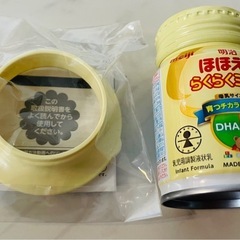 この
取扱説明書を
よく読んでから
使用して
ください。
meiji
明治
ほほえ
らくらくミ
育つチカラ
DHA
乳児用調製液状乳
Infant Formula
MADE